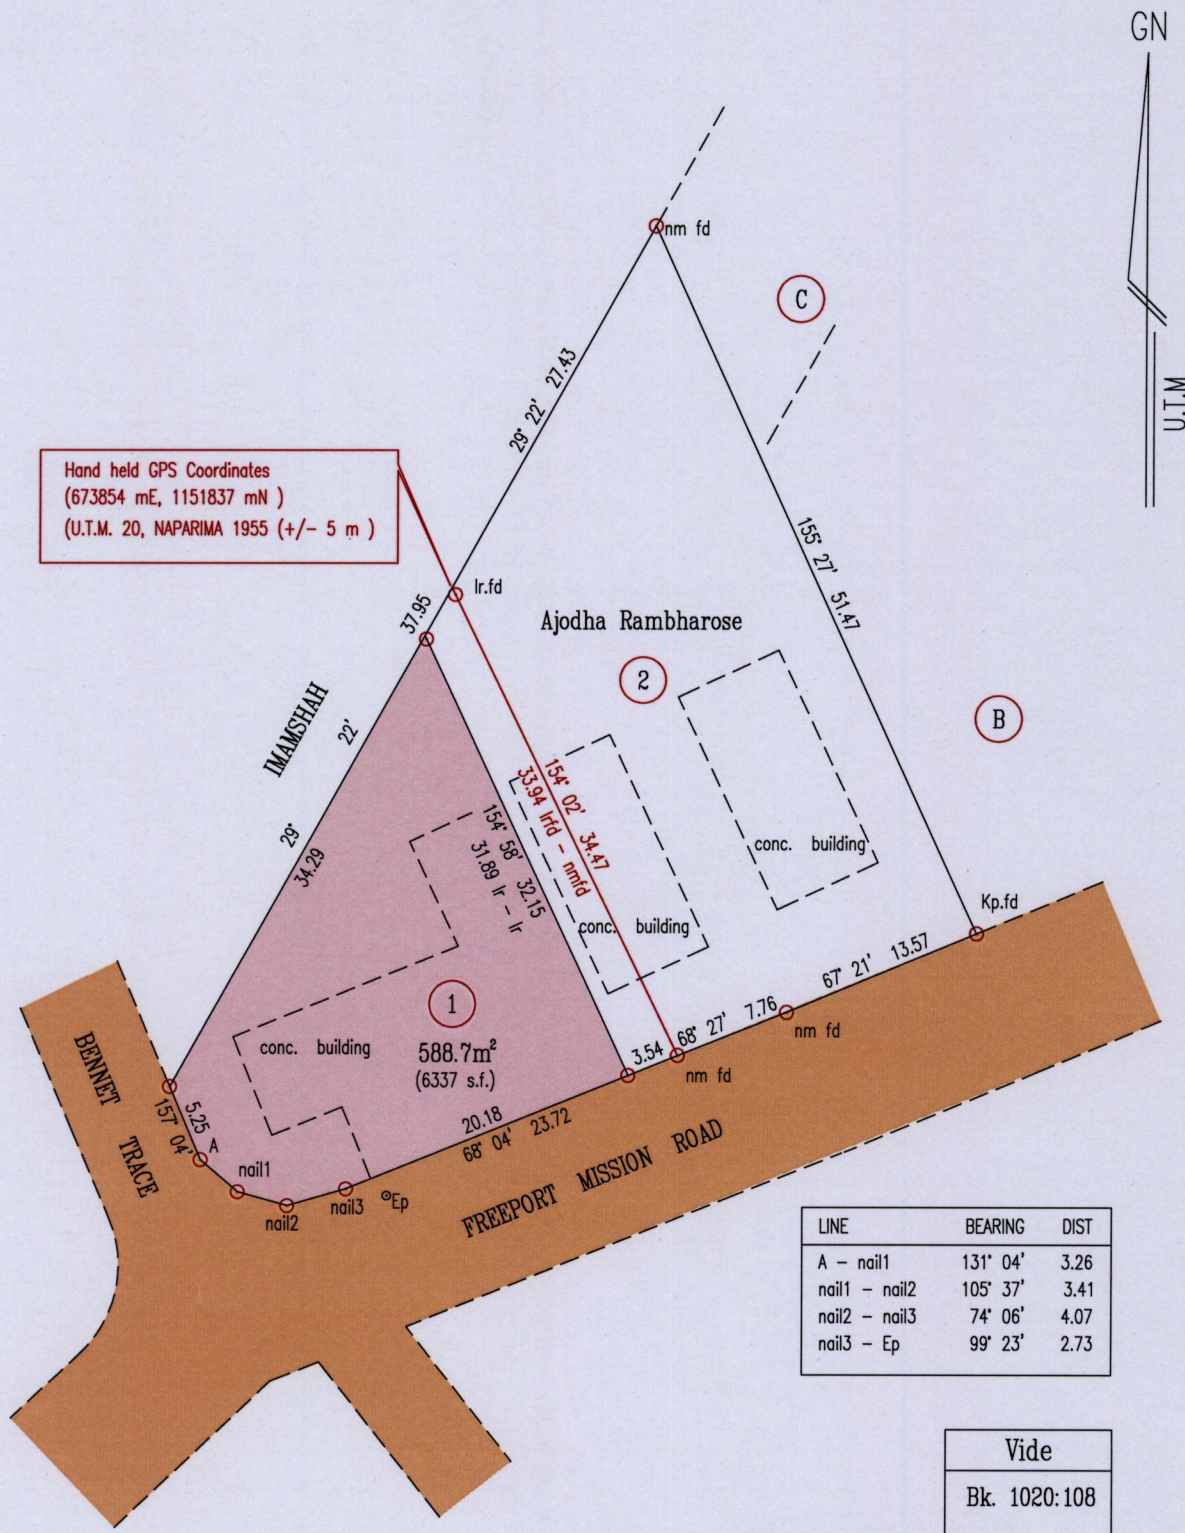 GN
U.T.M
nm fd
C
29° 22' 27.43
Hand held GPS Coordinates
(673854 mE, 1151837 mN )
(U.T.M. 20, NAPARIMA 1955 (+/- 5 m )
Ir.fd
37.95
155° 27' 51.47
Ajodha Rambharose
2
B
IMAMSHAH
29° 22'
34.29
154° 02' 34.47
33.94 Irfd - nmfd
154° 58' 32.15
31.89 Ir - Ir
conc. building
conc. building
Kp.fd
1
588.7m²
(6337 s.f.)
conc. building
67° 21' 13.57
nm fd
68° 27' 7.76
nm fd
3.54
20.18
68° 04' 23.72
BENNET TRACE
5.25
157° 04'
A
nail1
nail2
nail3
Ep
FREEPORT MISSION ROAD
LINE BEARING DIST
A - nail1 131° 04' 3.26
nail1 - nail2 105° 37' 3.41
nail2 - nail3 74° 06' 4.07
nail3 - Ep 99° 23' 2.73
Vide
Bk. 1020:108